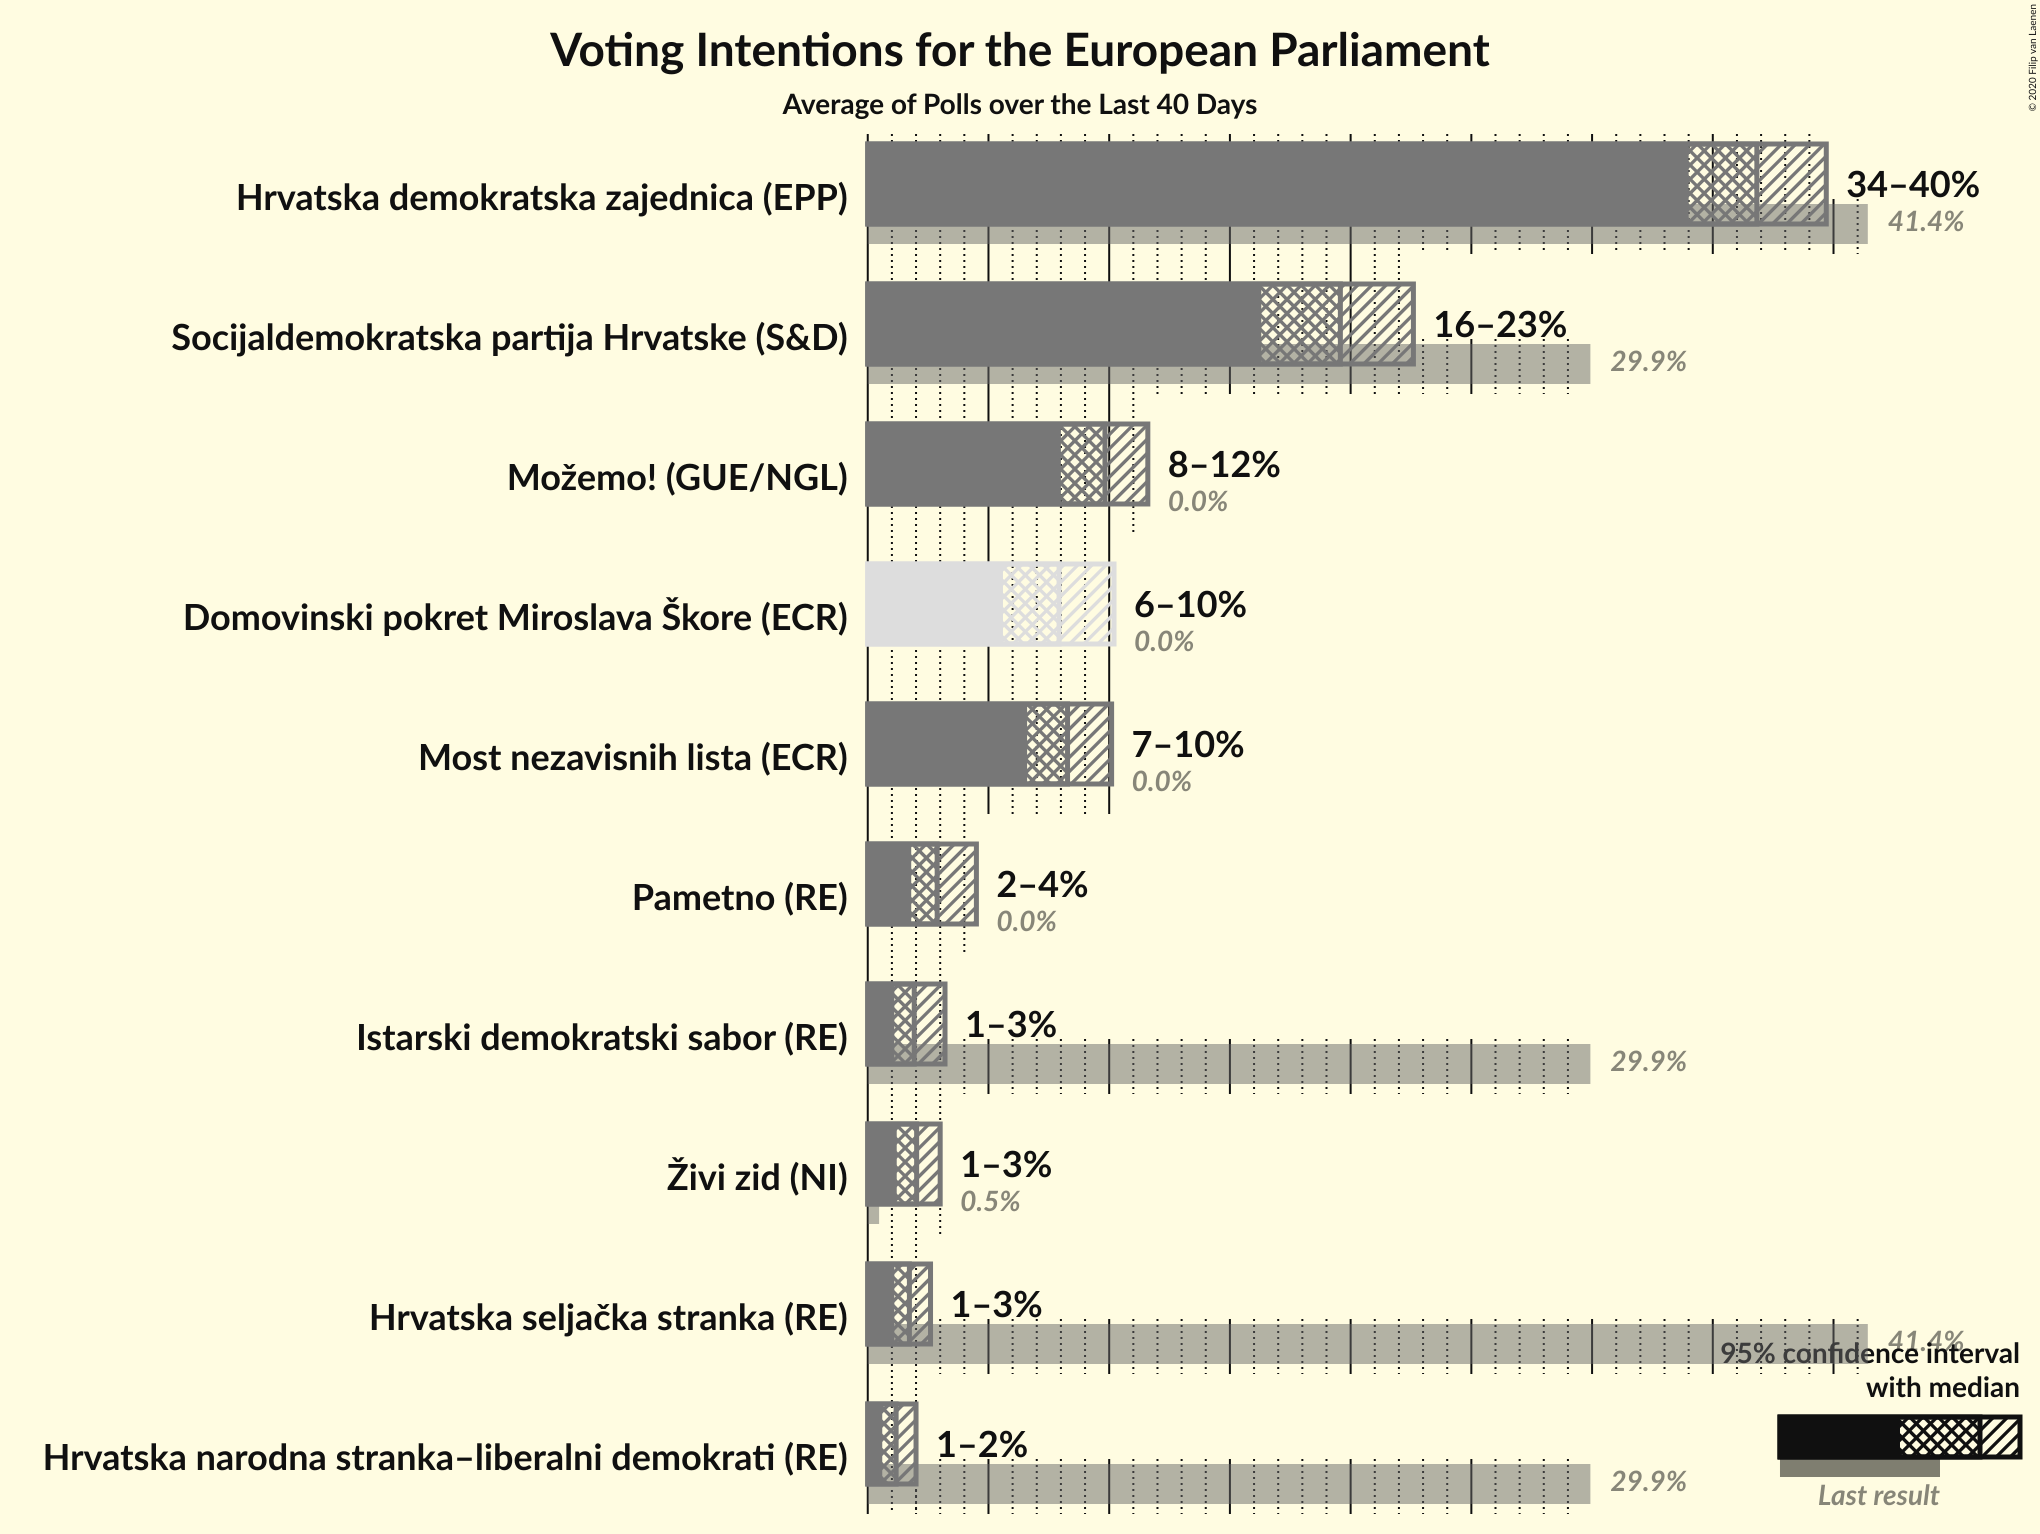 Voting Intentions for the European Parliament
Average of Polls over the Last 40 Days
© 2020 Filip van Laenen
Hrvatska demokratska zajednica (EPP)
34–40%
41.4%
Socijaldemokratska partija Hrvatske (S&D)
16–23%
29.9%
Možemo! (GUE/NGL)
8–12%
0.0%
Domovinski pokret Miroslava Škore (ECR)
6–10%
0.0%
Most nezavisnih lista (ECR)
7–10%
0.0%
Pametno (RE)
2–4%
0.0%
Istarski demokratski sabor (RE)
1–3%
29.9%
Živi zid (NI)
1–3%
0.5%
Hrvatska seljačka stranka (RE)
1–3%
41.4%
Hrvatska narodna stranka–liberalni demokrati (RE)
1–2%
29.9%
95% confidence interval
with median
Last result